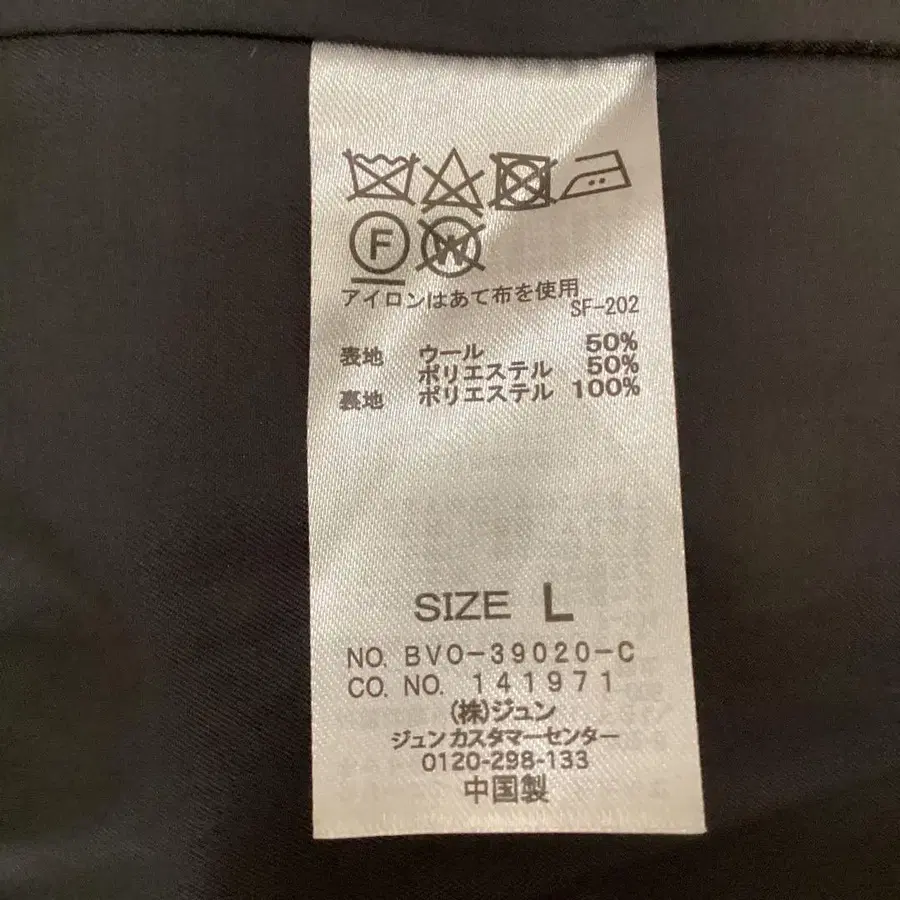 F W
アイロンはあて布を使用
SF-202
表地 ウール 50%
ポリエステル 50%
裏地 ポリエステル 100%
SIZE L
NO. BVO-39020-C
CO. NO. 141971
(株)ジュン
ジュンカスタマーセンター
0120-298-133
中国製